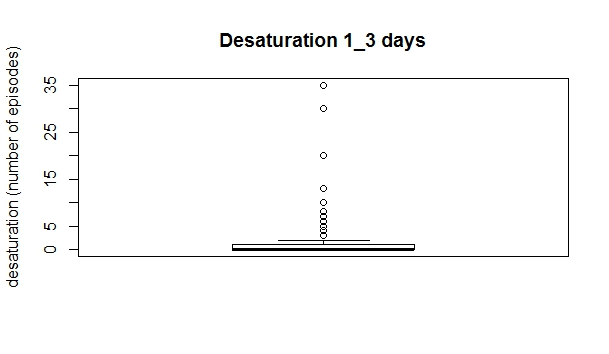 Desaturation 1_3 days
desaturation (number of episodes)
35
25
15
5
0